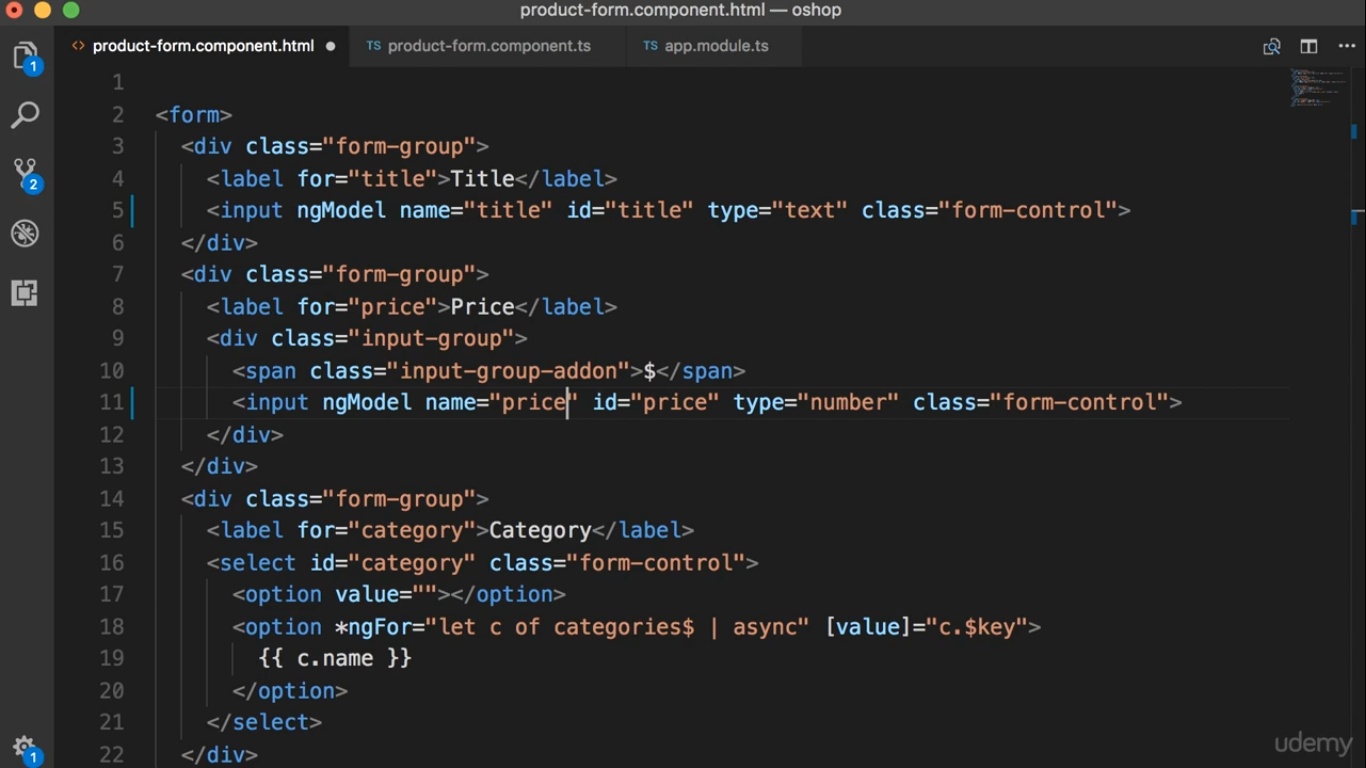 product-form.component.html — oshop
<> product-form.component.html ●
TS product-form.component.ts
TS app.module.ts
1
2 <form>
3 <div class="form-group">
4 <label for="title">Title</label>
5 <input ngModel name="title" id="title" type="text" class="form-control">
6 </div>
7 <div class="form-group">
8 <label for="price">Price</label>
9 <div class="input-group">
10 <span class="input-group-addon">$</span>
11 <input ngModel name="price" id="price" type="number" class="form-control">
12 </div>
13 </div>
14 <div class="form-group">
15 <label for="category">Category</label>
16 <select id="category" class="form-control">
17 <option value=""></option>
18 <option *ngFor="let c of categories$ | async" [value]="c.$key">
19 {{ c.name }}
20 </option>
21 </select>
22 </div>
1
2
1
udemy